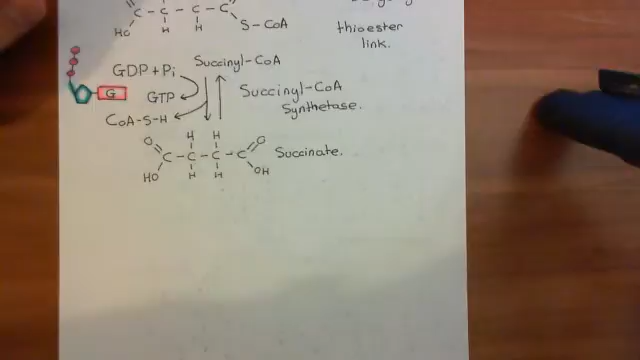 O C C C C
HO H H S-CoA
thioester
link.
GDP + Pi Succinyl-CoA
G
GTP Succinyl-CoA
Synthetase.
CoA-S-H
H H
O O
C-C-C-C Succinate.
HO H H OH